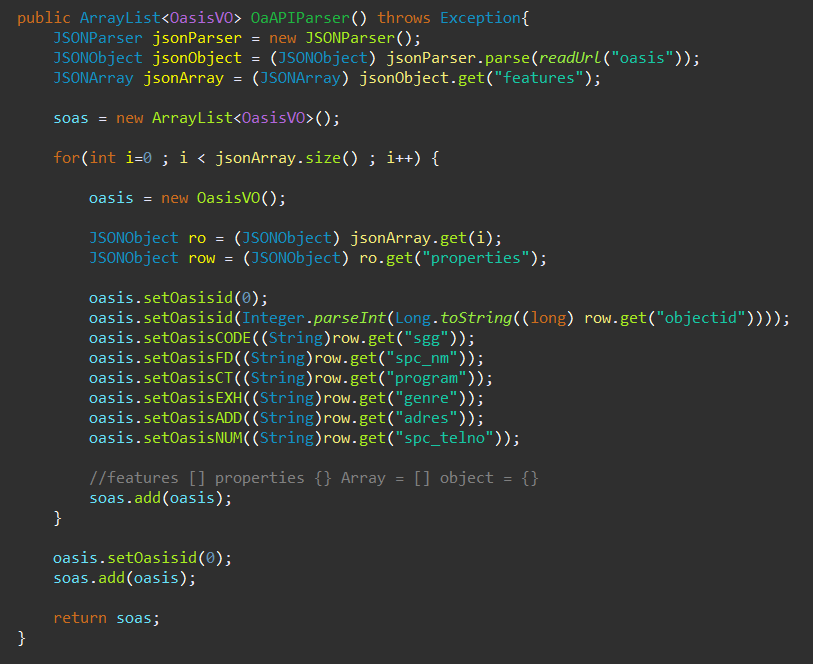 public ArrayList<OasisVO> OaAPIParser() throws Exception{
    JSONParser jsonParser = new JSONParser();
    JSONObject jsonObject = (JSONObject) jsonParser.parse(readUrl("oasis"));
    JSONArray jsonArray = (JSONArray) jsonObject.get("features");
    soas = new ArrayList<OasisVO>();
    for(int i=0 ; i < jsonArray.size() ; i++) {
        oasis = new OasisVO();
        JSONObject ro = (JSONObject) jsonArray.get(i);
        JSONObject row = (JSONObject) ro.get("properties");
        oasis.setOasisid(0);
        oasis.setOasisid(Integer.parseInt(Long.toString((long) row.get("objectid"))));
        oasis.setOasisCODE((String)row.get("sgg"));
        oasis.setOasisFD((String)row.get("spc_nm"));
        oasis.setOasisCT((String)row.get("program"));
        oasis.setOasisEXH((String)row.get("genre"));
        oasis.setOasisADD((String)row.get("adres"));
        oasis.setOasisNUM((String)row.get("spc_telno"));
        //features [] properties {} Array = [] object = {}
        soas.add(oasis);
    }
    oasis.setOasisid(0);
    soas.add(oasis);
    return soas;
}